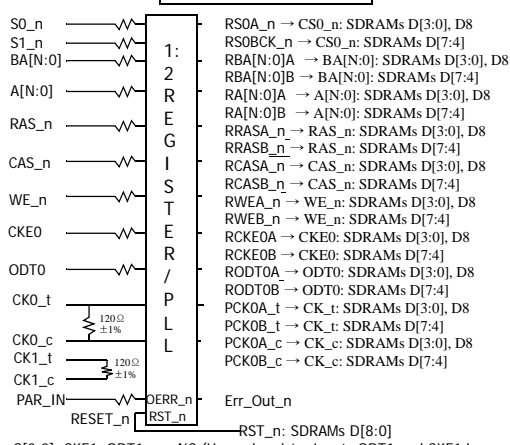 S0_n
S1_n
BA[N:0]
A[N:0]
RAS_n
CAS_n
WE_n
CKE0
ODT0
CK0_t
120Ω
±1%
CK0_c
CK1_t
120Ω
±1%
CK1_c
PAR_IN
RESET_n
1:
2
R
E
G
I
S
T
E
R
/
P
L
L
OERR_n
RST_n
RS0A_n → CS0_n: SDRAMs D[3:0], D8
RS0BCK_n → CS0_n: SDRAMs D[7:4]
RBA[N:0]A → BA[N:0]: SDRAMs D[3:0], D8
RBA[N:0]B → BA[N:0]: SDRAMs D[7:4]
RA[N:0]A → A[N:0]: SDRAMs D[3:0], D8
RA[N:0]B → A[N:0]: SDRAMs D[7:4]
RRASA_n → RAS_n: SDRAMs D[3:0], D8
RRASB_n → RAS_n: SDRAMs D[7:4]
RCASA_n → CAS_n: SDRAMs D[3:0], D8
RCASB_n → CAS_n: SDRAMs D[7:4]
RWEA_n → WE_n: SDRAMs D[3:0], D8
RWEB_n → WE_n: SDRAMs D[7:4]
RCKE0A → CKE0: SDRAMs D[3:0], D8
RCKE0B → CKE0: SDRAMs D[7:4]
RODT0A → ODT0: SDRAMs D[3:0], D8
RODT0B → ODT0: SDRAMs D[7:4]
PCK0A_t → CK_t: SDRAMs D[3:0], D8
PCK0B_t → CK_t: SDRAMs D[7:4]
PCK0A_c → CK_c: SDRAMs D[3:0], D8
PCK0B_c → CK_c: SDRAMs D[7:4]
Err_Out_n
RST_n: SDRAMs D[8:0]